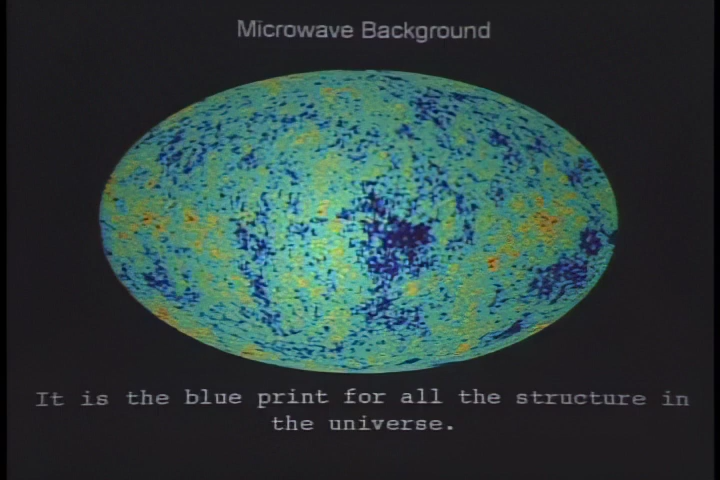 Microwave Background
It is the blue print for all the structure in
the universe.